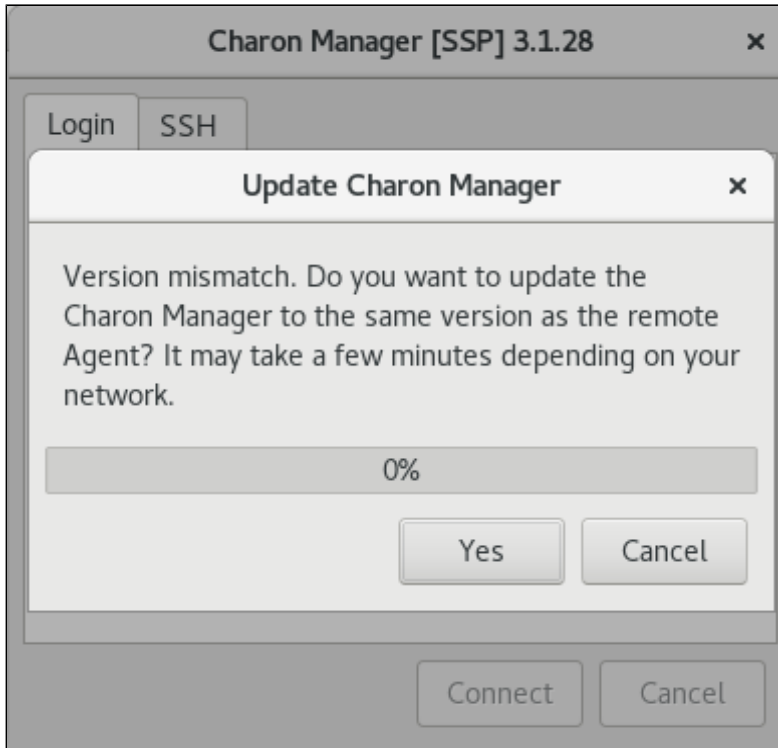 Charon Manager [SSP] 3.1.28
Login SSH
Update Charon Manager
Version mismatch. Do you want to update the
Charon Manager to the same version as the remote
Agent? It may take a few minutes depending on your
network.
0%
Yes Cancel
Connect Cancel